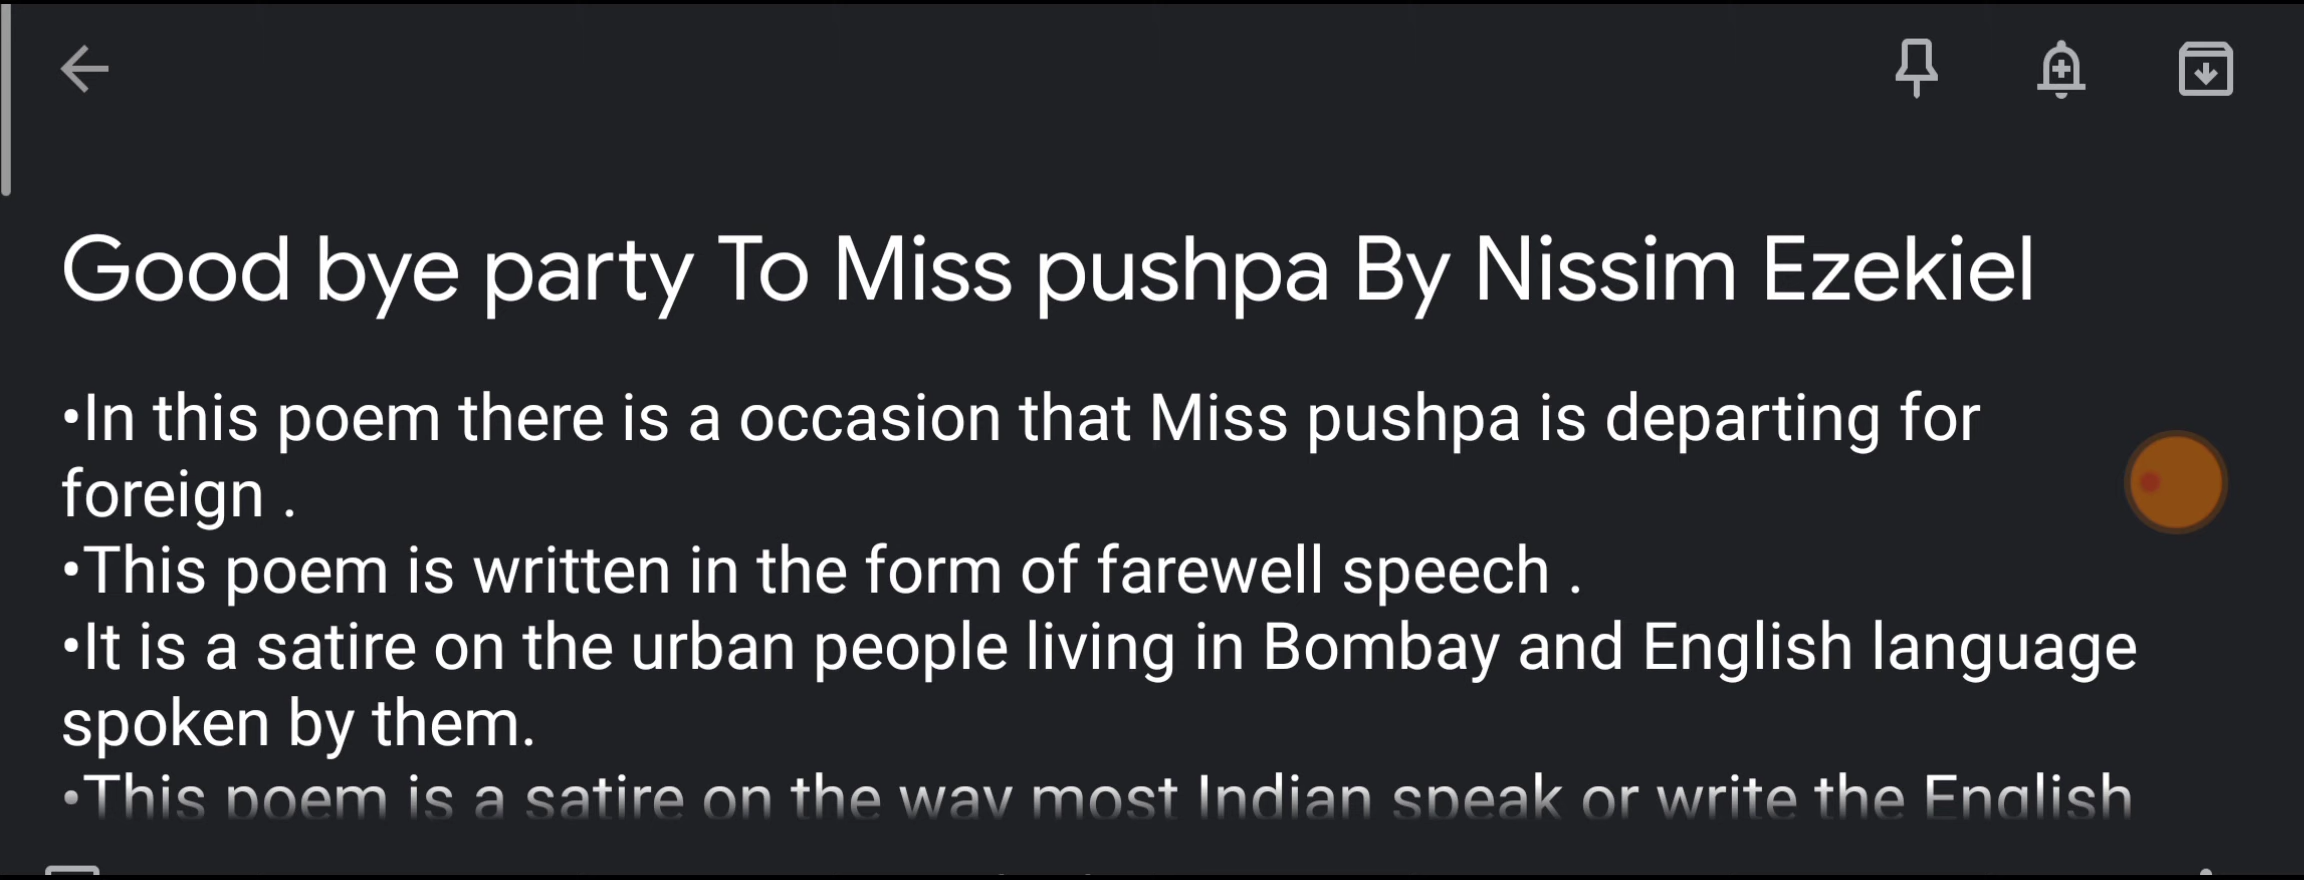 Good bye party To Miss pushpa By Nissim Ezekiel
•In this poem there is a occasion that Miss pushpa is departing for
foreign .
•This poem is written in the form of farewell speech .
•It is a satire on the urban people living in Bombay and English language
spoken by them.
•This poem is a satire on the way most Indian speak or write the English